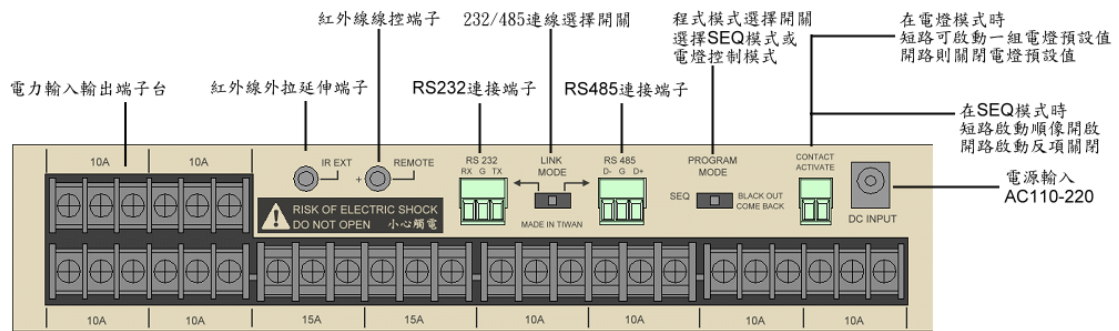 紅外線線控端子
232/485連線選擇開關
程式模式選擇開關
選擇SEQ模式或
電燈控制模式
在電燈模式時
短路可啟動一組電燈預設值
開路則關閉電燈預設值
電力輸入輸出端子台
紅外線外拉延伸端子
RS232連接端子
RS485連接端子
在SEQ模式時
短路啟動順像開啟
開路啟動反項關閉
電源輸入
AC110-220
10A
10A
IR EXT
+
REMOTE
RS 232
RX G TX
LINK
MODE
RS 485
D- G D+
PROGRAM
MODE
CONTACT
ACTIVATE
SEQ
BLACK OUT
COME BACK
DC INPUT
RISK OF ELECTRIC SHOCK
DO NOT OPEN 小心觸電
MADE IN TIWAN
10A
10A
15A
15A
10A
10A
10A
10A